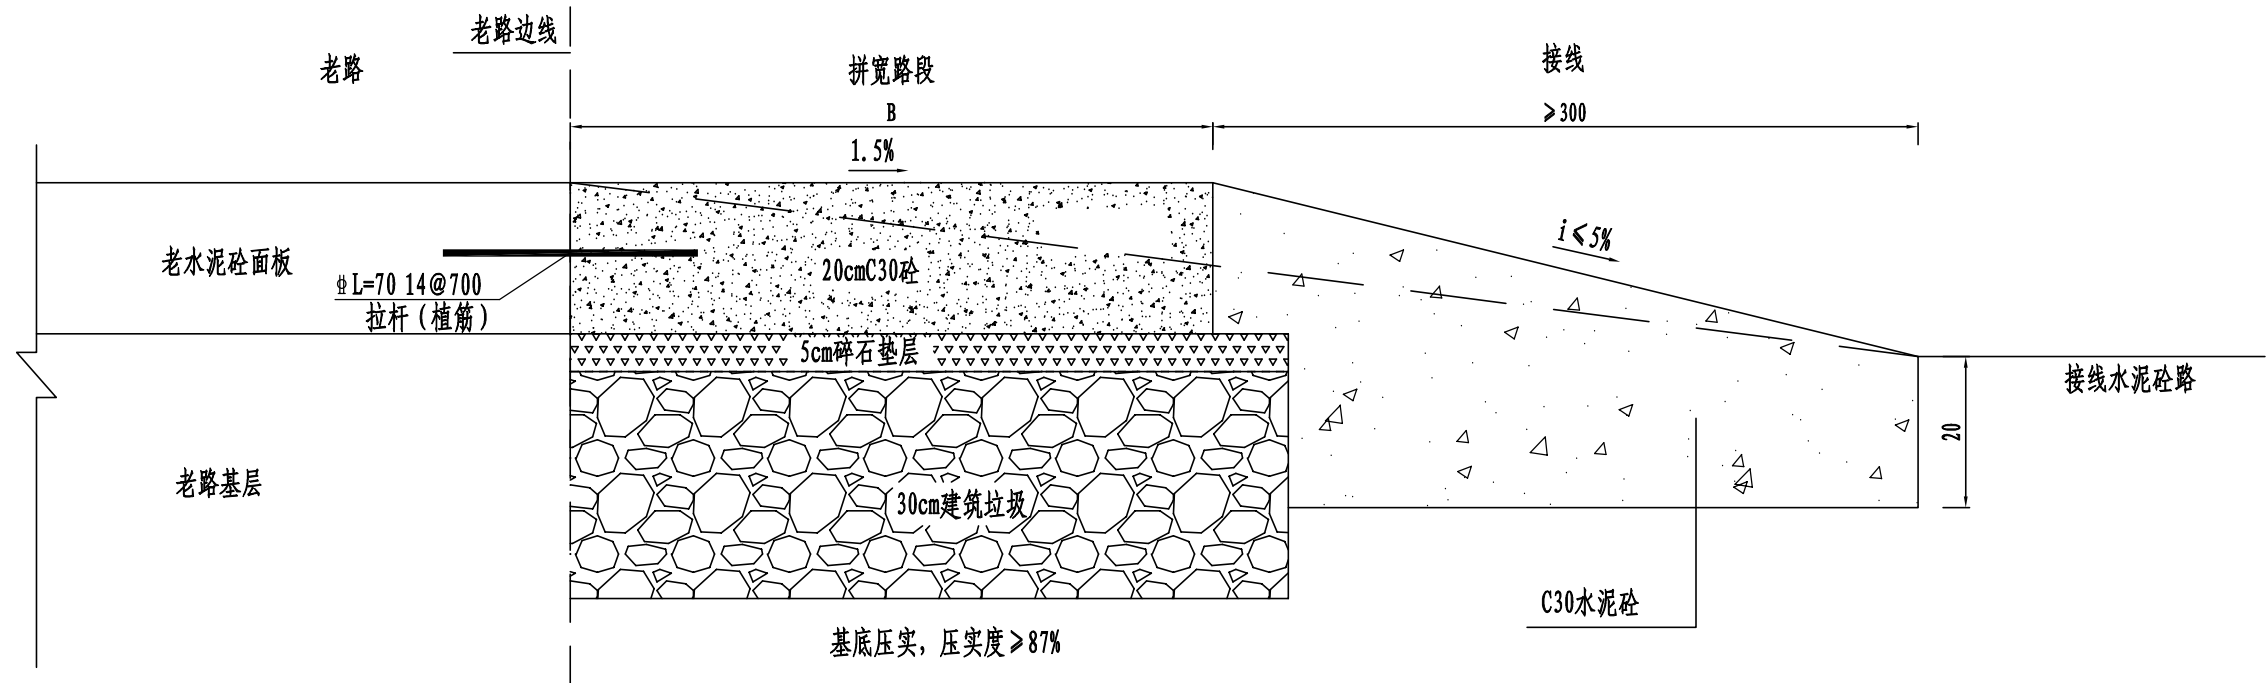 老路边线
老路
拼宽路段
接线
B
≥300
1.5%
i≤5%
老水泥砼面板
20cmC30砼
ΦL=70 14@700
拉杆(植筋)
5cm碎石垫层
接线水泥砼路
20
老路基层
30cm建筑垃圾
C30水泥砼
基底压实，压实度≥87%